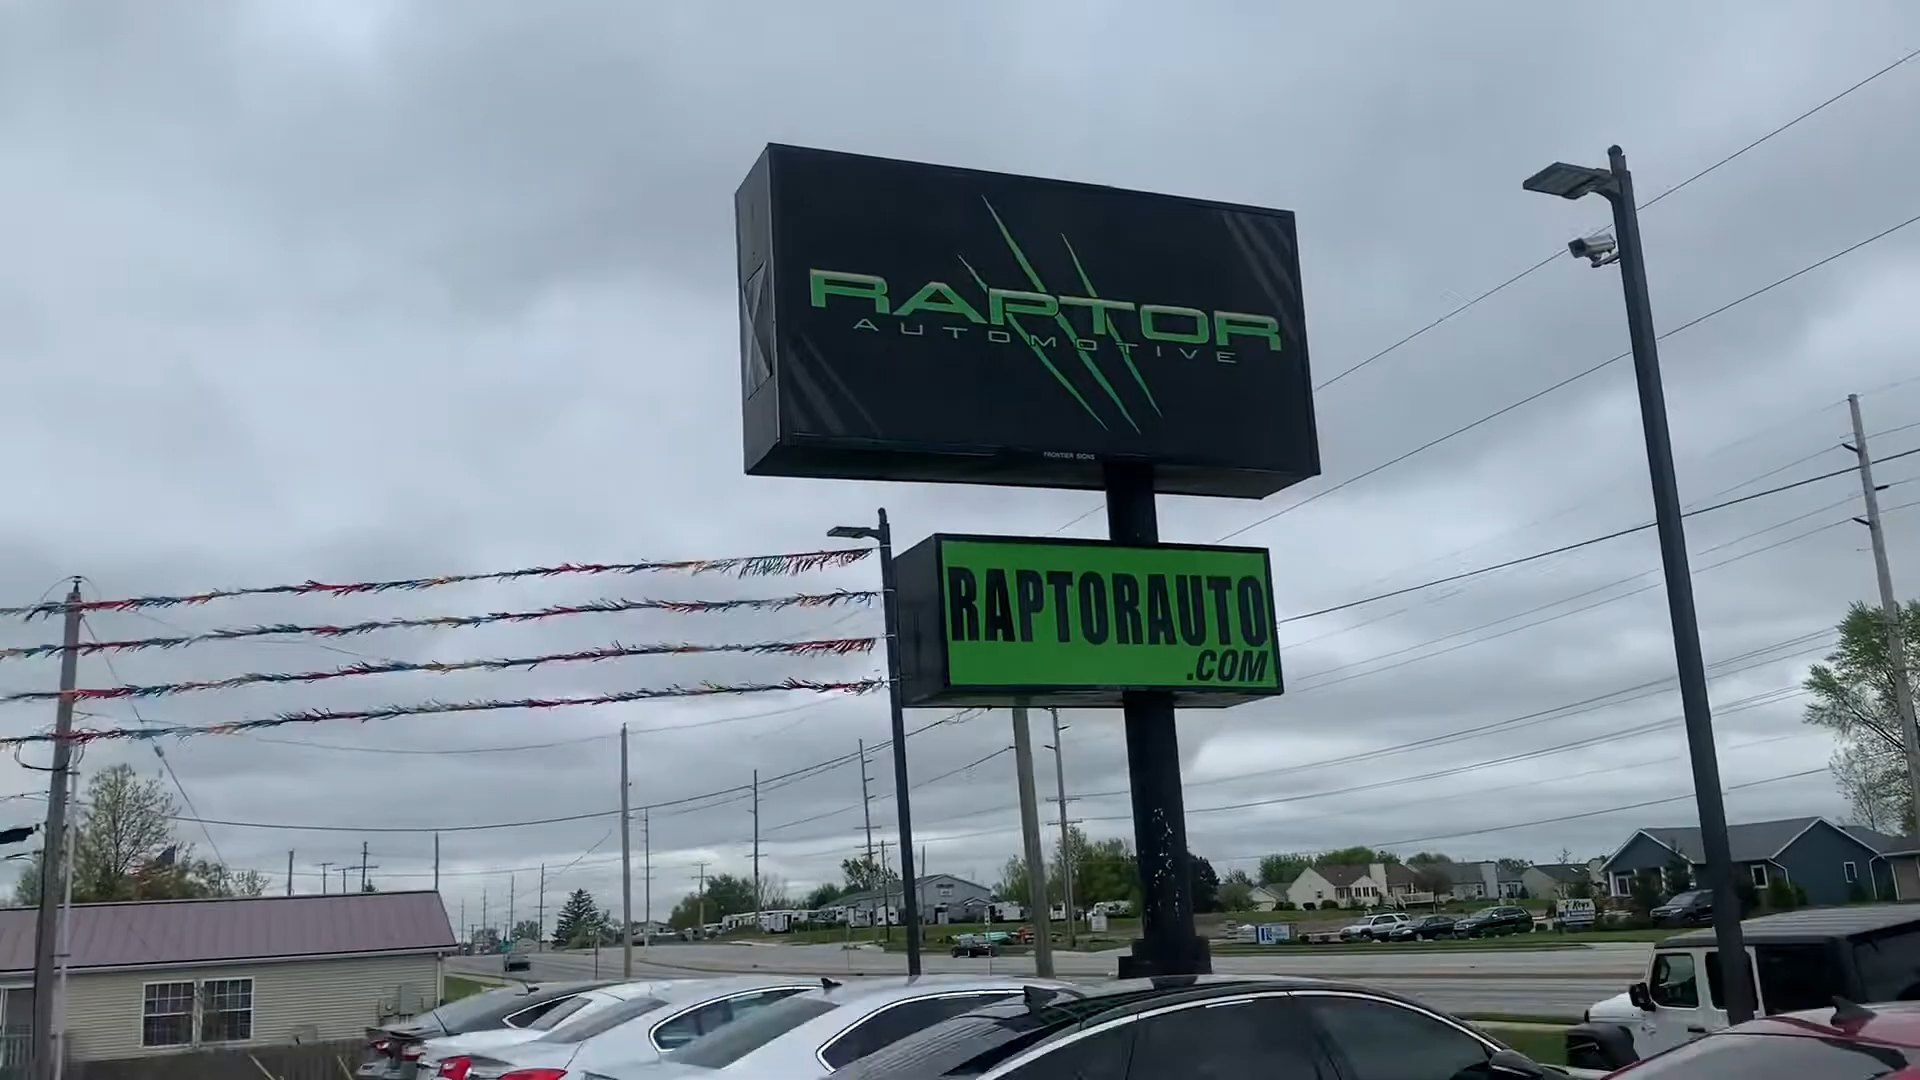 RAPTOR
AUTOMOTIVE
FRONTIER SIGNS
RAPTORAUTO
.COM